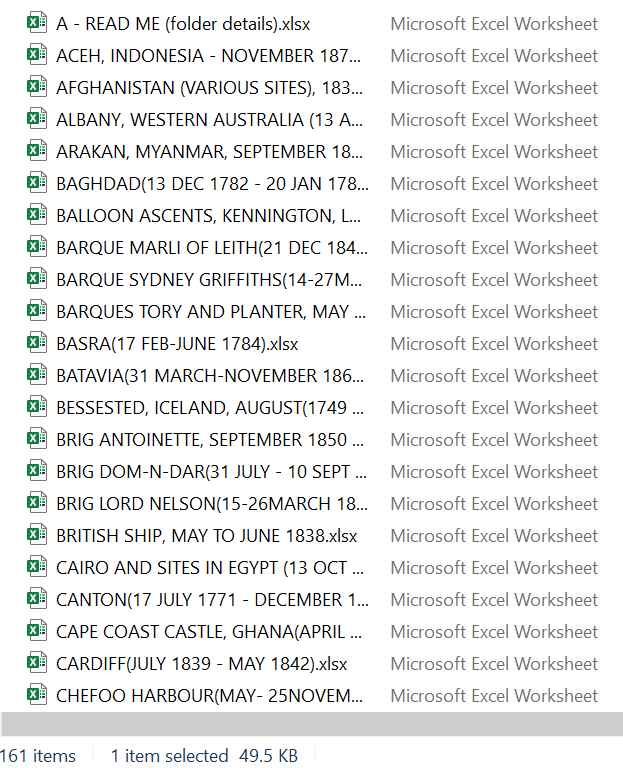 A - READ ME (folder details).xlsx Microsoft Excel Worksheet
ACEH, INDONESIA - NOVEMBER 187... Microsoft Excel Worksheet
AFGHANISTAN (VARIOUS SITES), 183... Microsoft Excel Worksheet
ALBANY, WESTERN AUSTRALIA (13 A... Microsoft Excel Worksheet
ARAKAN, MYANMAR, SEPTEMBER 18... Microsoft Excel Worksheet
BAGHDAD(13 DEC 1782 - 20 JAN 178... Microsoft Excel Worksheet
BALLOON ASCENTS, KENNINGTON, L... Microsoft Excel Worksheet
BARQUE MARLI OF LEITH(21 DEC 184... Microsoft Excel Worksheet
BARQUE SYDNEY GRIFFITHS(14-27M... Microsoft Excel Worksheet
BARQUES TORY AND PLANTER, MAY ... Microsoft Excel Worksheet
BASRA(17 FEB-JUNE 1784).xlsx Microsoft Excel Worksheet
BATAVIA(31 MARCH-NOVEMBER 186... Microsoft Excel Worksheet
BESSESTED, ICELAND, AUGUST(1749 ... Microsoft Excel Worksheet
BRIG ANTOINETTE, SEPTEMBER 1850 ... Microsoft Excel Worksheet
BRIG DOM-N-DAR(31 JULY - 10 SEPT ... Microsoft Excel Worksheet
BRIG LORD NELSON(15-26MARCH 18... Microsoft Excel Worksheet
BRITISH SHIP, MAY TO JUNE 1838.xlsx Microsoft Excel Worksheet
CAIRO AND SITES IN EGYPT (13 OCT ... Microsoft Excel Worksheet
CANTON(17 JULY 1771 - DECEMBER 1... Microsoft Excel Worksheet
CAPE COAST CASTLE, GHANA(APRIL ... Microsoft Excel Worksheet
CARDIFF(JULY 1839 - MAY 1842).xlsx Microsoft Excel Worksheet
CHEFOO HARBOUR(MAY- 25NOVEM... Microsoft Excel Worksheet
161 items 1 item selected 49.5 KB